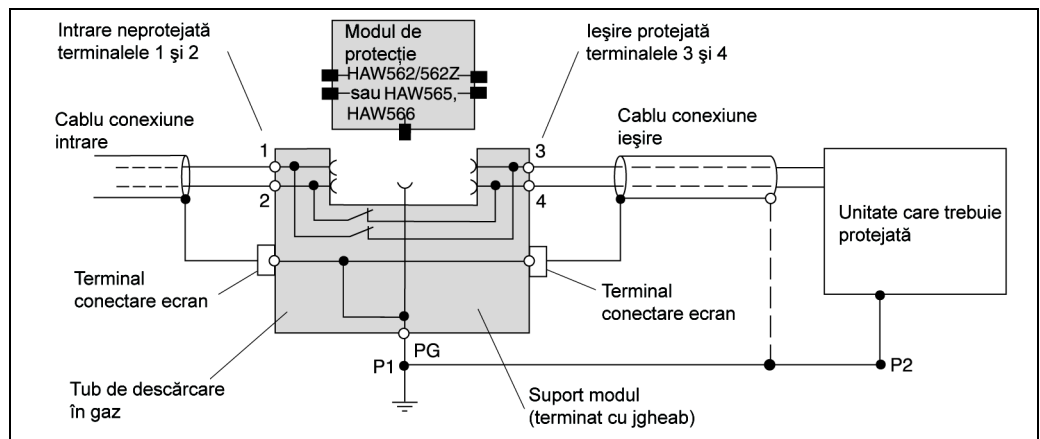 Intrare neprotejată
terminalele 1 şi 2
Modul de
protecție
HAW562/562Z
sau HAW565,
HAW566
Ieşire protejată
terminalele 3 şi 4
Cablu conexiune
intrare
Cablu conexiune
ieşire
1
2
3
4
Unitate care trebuie
protejată
Terminal
conectare ecran
Terminal
conectare ecran
PG
P1
P2
Tub de descărcare
în gaz
Suport modul
(terminat cu jgheab)